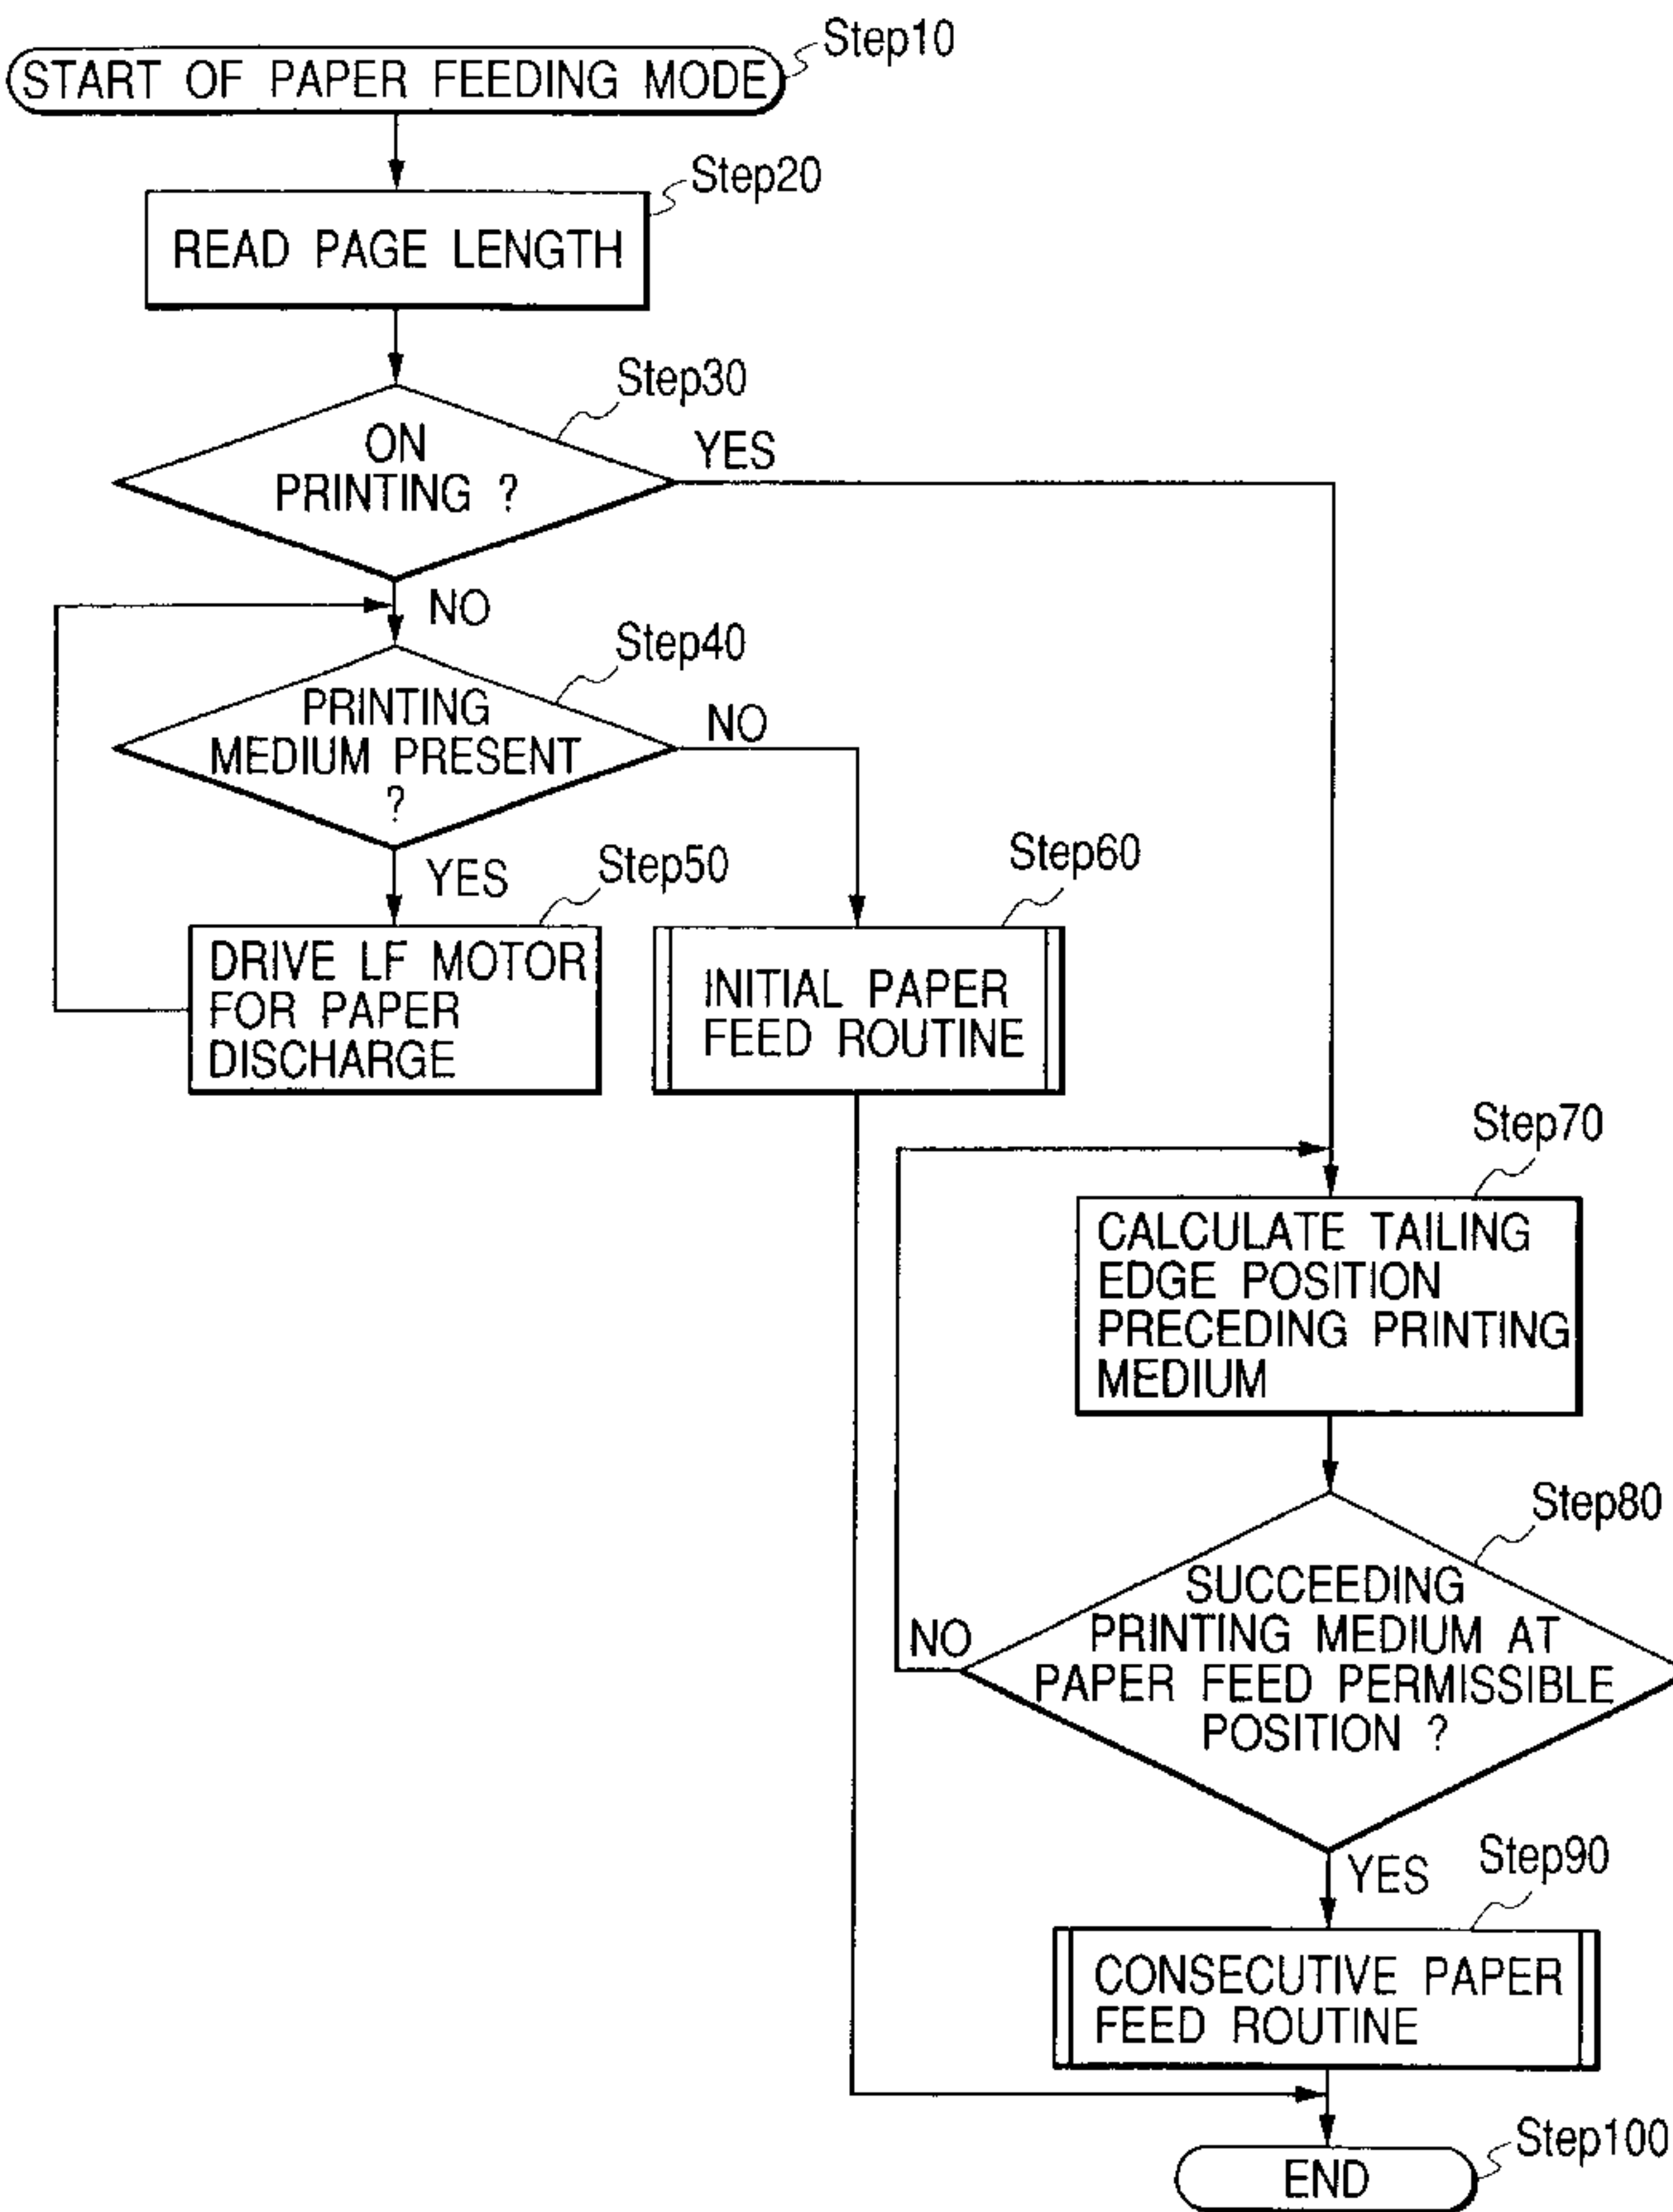 Step10
START OF PAPER FEEDING MODE
Step20
READ PAGE LENGTH
Step30
ON
PRINTING ?
YES
NO
Step40
PRINTING
MEDIUM PRESENT
?
NO
YES
Step50
DRIVE LF MOTOR
FOR PAPER
DISCHARGE
Step60
INITIAL PAPER
FEED ROUTINE
Step70
CALCULATE TAILING
EDGE POSITION
PRECEDING PRINTING
MEDIUM
Step80
SUCCEEDING
PRINTING MEDIUM AT
PAPER FEED PERMISSIBLE
POSITION ?
NO
YES
Step90
CONSECUTIVE PAPER
FEED ROUTINE
Step100
END